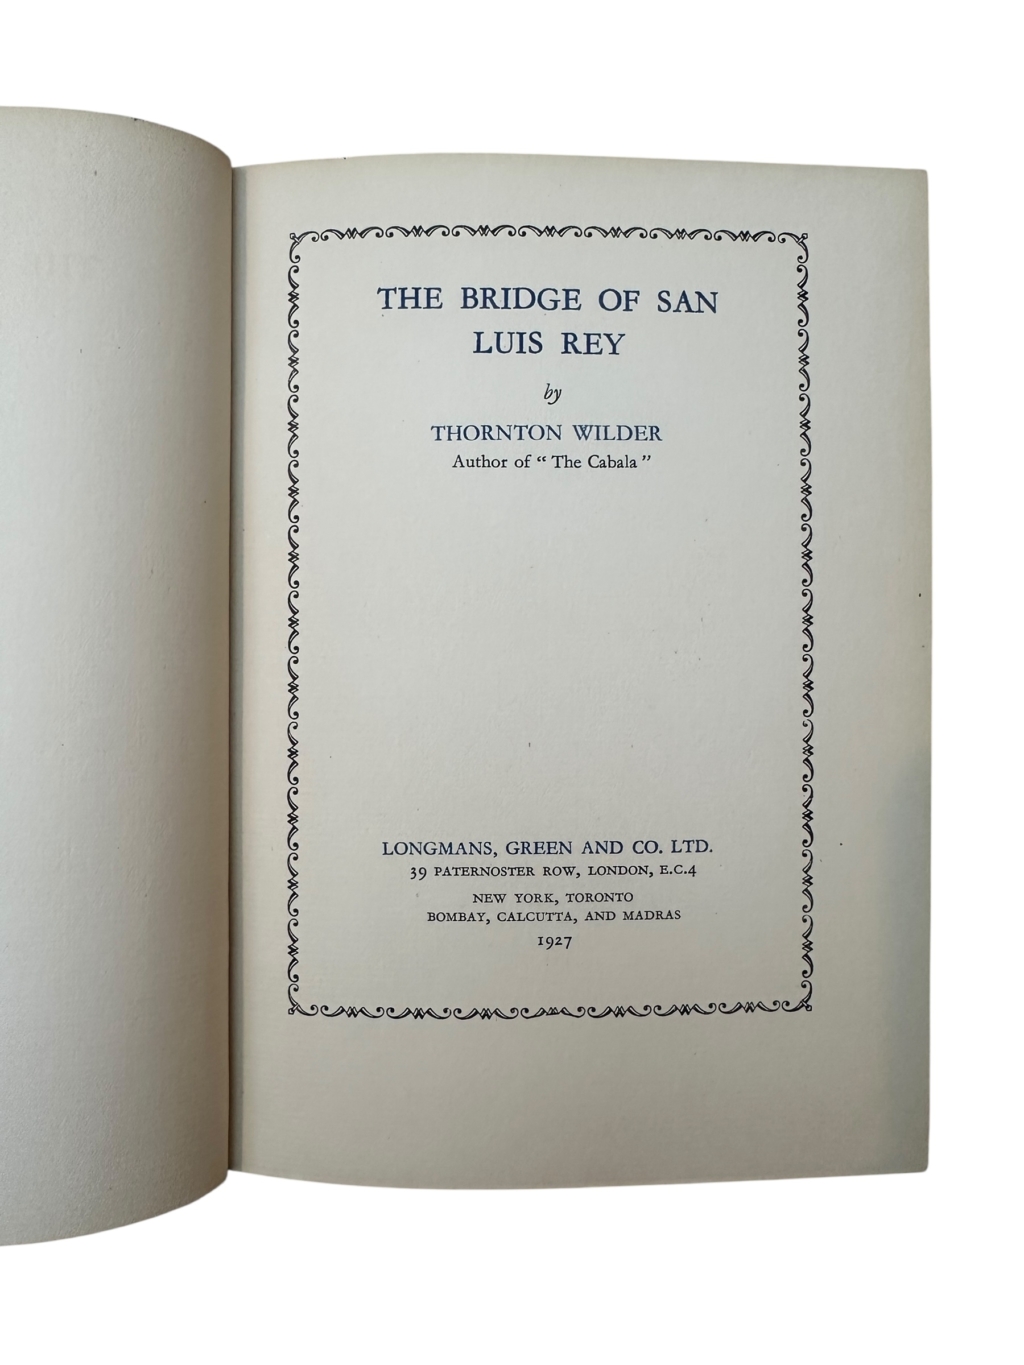 THE BRIDGE OF SAN
LUIS REY
by
THORNTON WILDER
Author of “ The Cabala ”
LONGMANS, GREEN AND CO. LTD.
39 PATERNOSTER ROW, LONDON, E.C.4
NEW YORK, TORONTO
BOMBAY, CALCUTTA, AND MADRAS
1927